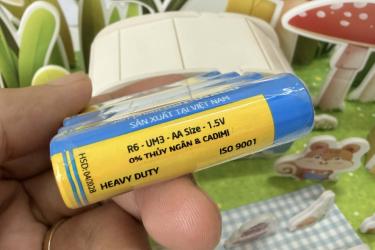 SẢN XUẤT TẠI VIỆT NAM
R6 - UM3 - AA Size - 1.5V
0% THỦY NGÂN & CADIMI
ISO 9001
HEAVY DUTY
HSD: 04/2028